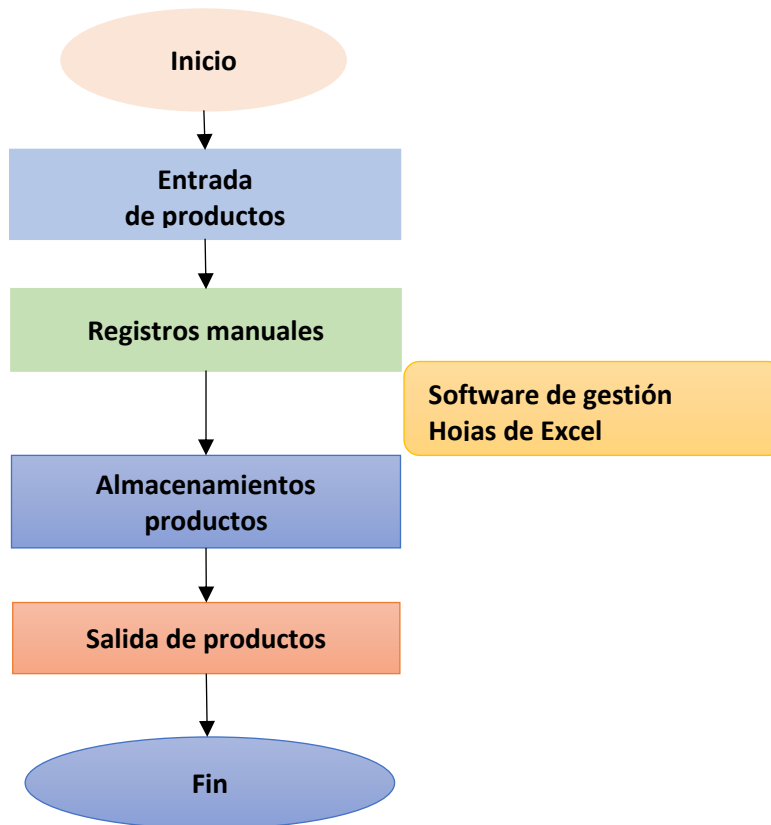 Inicio
Entrada
de productos
Registros manuales
Software de gestión
Hojas de Excel
Almacenamientos
productos
Salida de productos
Fin